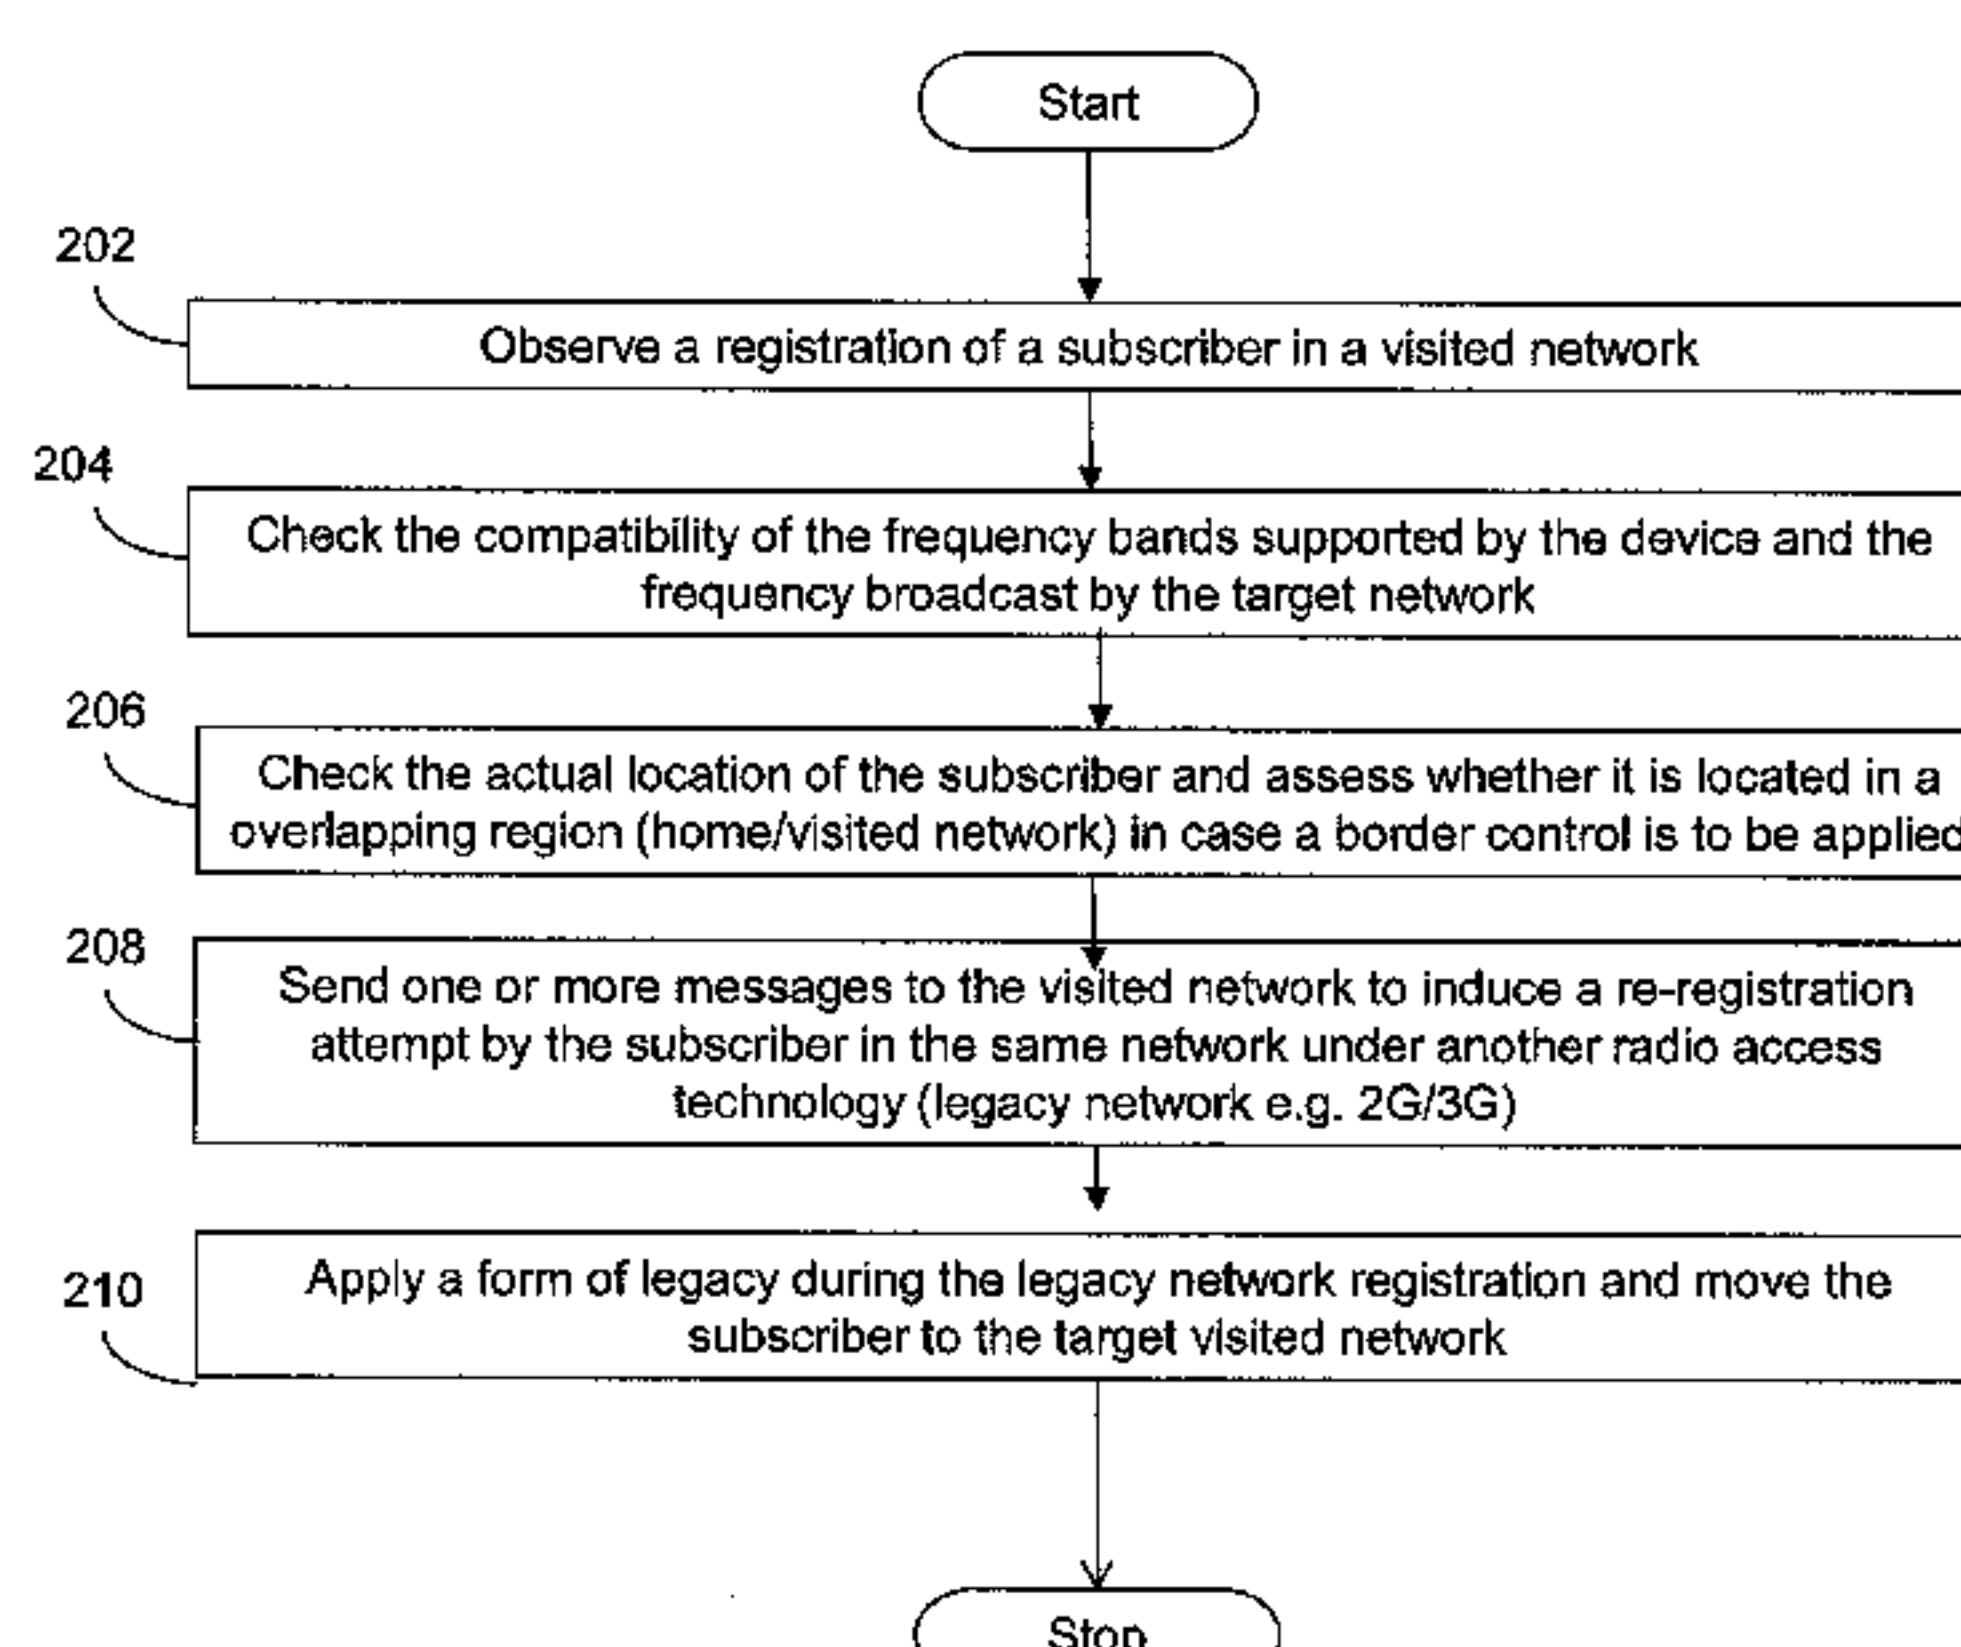 Start
202
Observe a registration of a subscriber in a visited network
204
Check the compatibility of the frequency bands supported by the device and the
frequency broadcast by the target network
206
Check the actual location of the subscriber and assess whether it is located in a
overlapping region (home/visited network) in case a border control is to be applied
208
Send one or more messages to the visited network to induce a re-registration
attempt by the subscriber in the same network under another radio access
technology (legacy network e.g. 2G/3G)
210
Apply a form of legacy during the legacy network registration and move the
subscriber to the target visited network
Stop